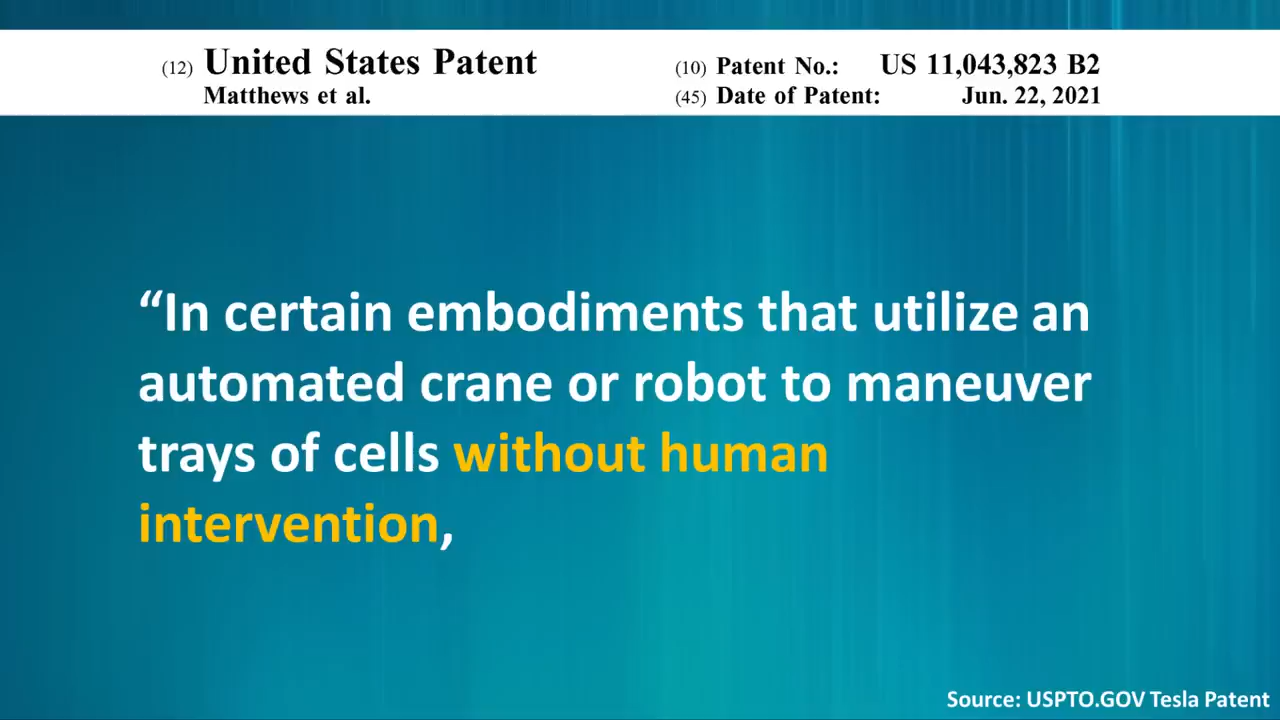 (12) United States Patent
Matthews et al.
(10) Patent No.: US 11,043,823 B2
(45) Date of Patent: Jun. 22, 2021
“In certain embodiments that utilize an
automated crane or robot to maneuver
trays of cells without human
intervention,
Source: USPTO.GOV Tesla Patent